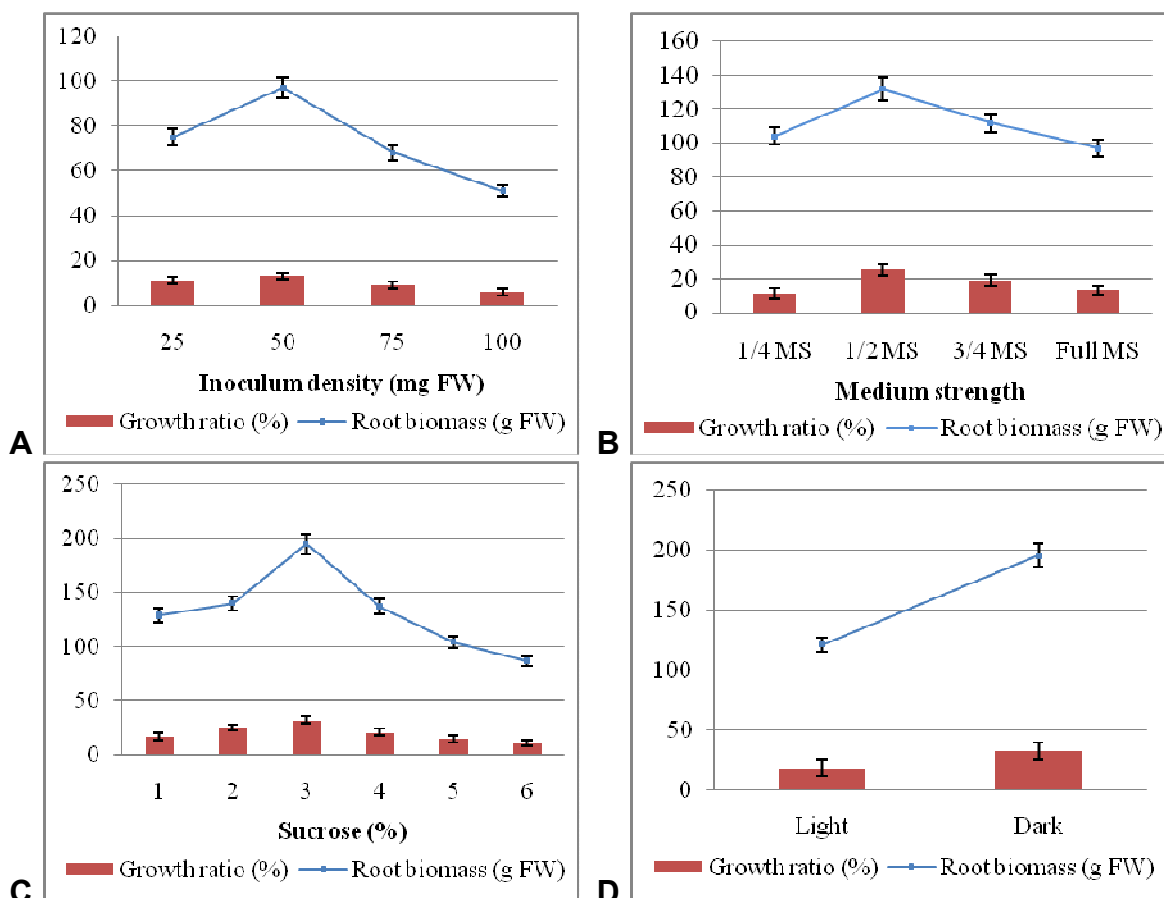 120
100
80
60
40
20
0
25 50 75 100
Inoculum density (mg FW)
Growth ratio (%) Root biomass (g FW)
A
160
140
120
100
80
60
40
20
0
1/4 MS 1/2 MS 3/4 MS Full MS
Medium strength
Growth ratio (%) Root biomass (g FW)
B
250
200
150
100
50
0
1 2 3 4 5 6
Sucrose (%)
Growth ratio (%) Root biomass (g FW)
C
250
200
150
100
50
0
Light Dark
Growth ratio (%) Root biomass (g FW)
D